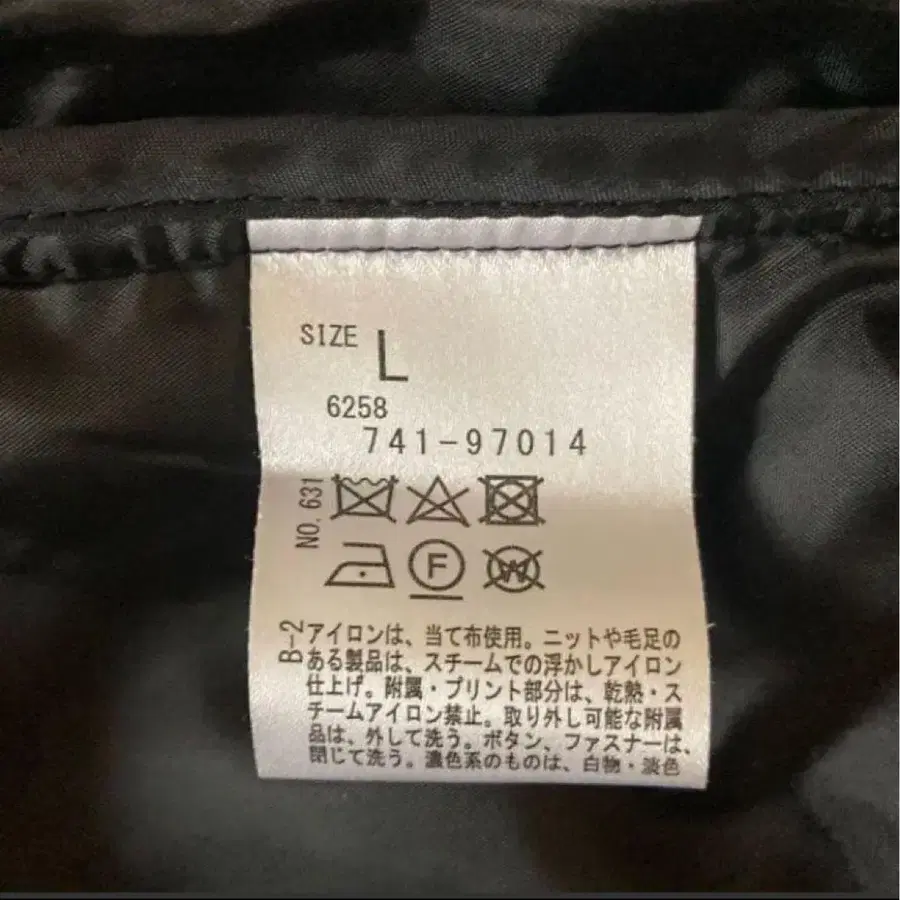 SIZE L
6258
741-97014
NO. 631
F
W
B-2
アイロンは、当て布使用。ニットや毛足の
ある製品は、スチームでの浮かしアイロン
仕上げ。附属・プリント部分は、乾熱・ス
チームアイロン禁止。取り外し可能な附属
品は、外して洗う。ボタン、ファスナーは、
閉じて洗う。濃色系のものは、白物・淡色